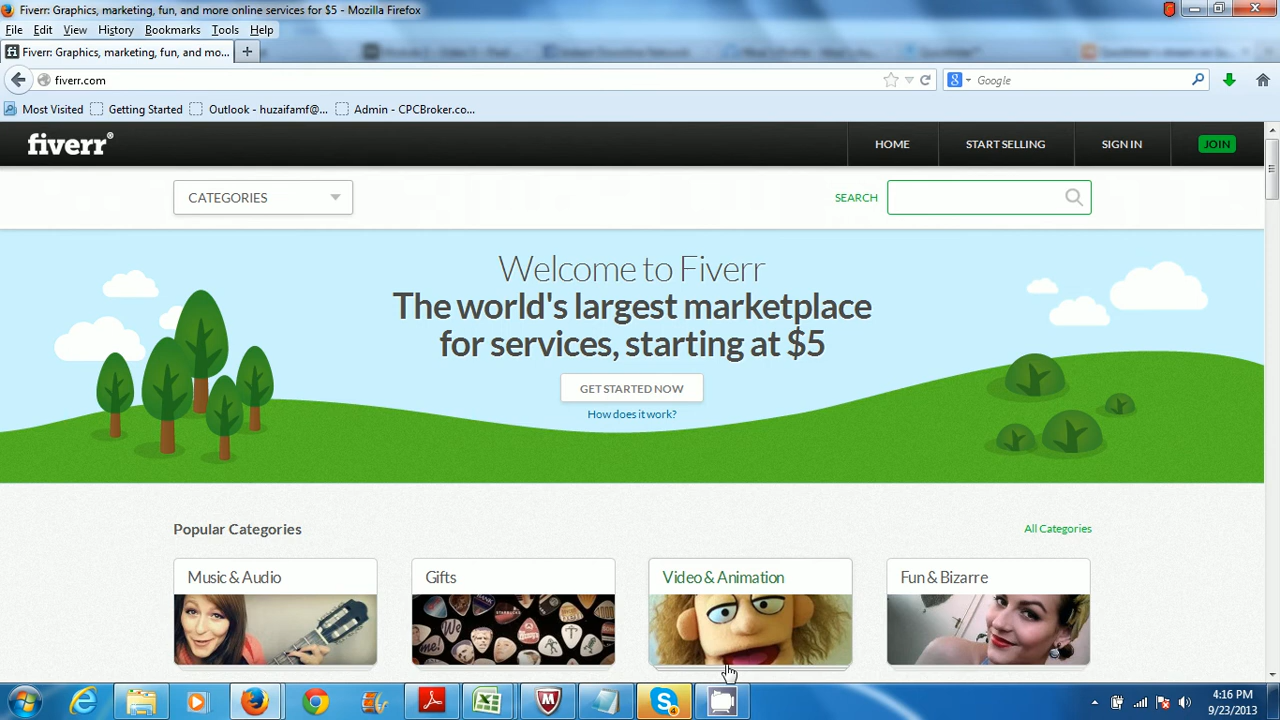 Fiverr: Graphics, marketing, fun, and more online services for $5 - Mozilla Firefox
File Edit View History Bookmarks Tools Help
fi Fiverr: Graphics, marketing, fun, and mo... +
fiverr.com
Google
Most Visited Getting Started Outlook - huzaifamf@... Admin - CPCBroker.co...
fiverr®
HOME START SELLING SIGN IN JOIN
CATEGORIES SEARCH
Welcome to Fiverr
The world's largest marketplace
for services, starting at $5
GET STARTED NOW
How does it work?
Popular Categories All Categories
Music & Audio Gifts Video & Animation Fun & Bizarre
4:16 PM
9/23/2013